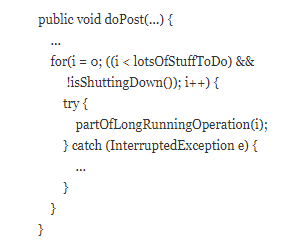 public void doPost(...) {
...
for(i = 0; ((i < lotsOfStuffToDo) &&
!isShuttingDown()); i++) {
try {
partOfLongRunningOperation(i);
} catch (InterruptedException e) {
...
}
}
}